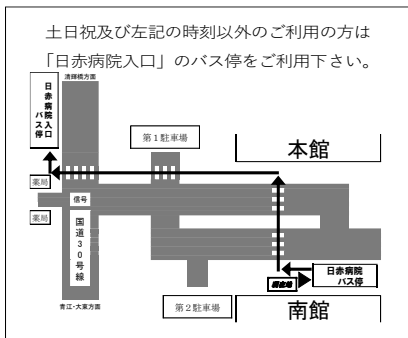 土日祝及び左記の時刻以外のご利用の方は
「日赤病院入口」のバス停をご利用下さい。
清輝橋方面
日赤病院入口
バス停
第1駐車場
本館
薬局
信号
薬局
国道30号線
日赤病院
バス停
第2駐車場
南館
青江・大東方面